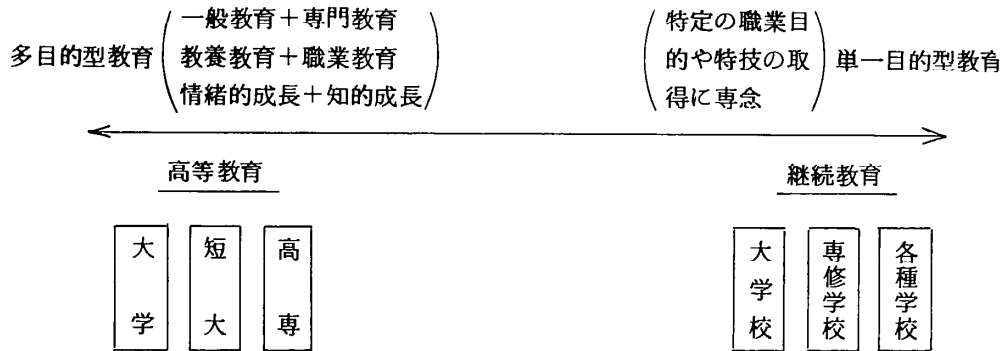 多目的型教育
一般教育+専門教育
教養教育+職業教育
情緒的成長+知的成長
特定の職業目
的や特技の取
得に専念
単一目的型教育
高等教育
継続教育
大学
短大
高専
大学校
専修学校
各種学校